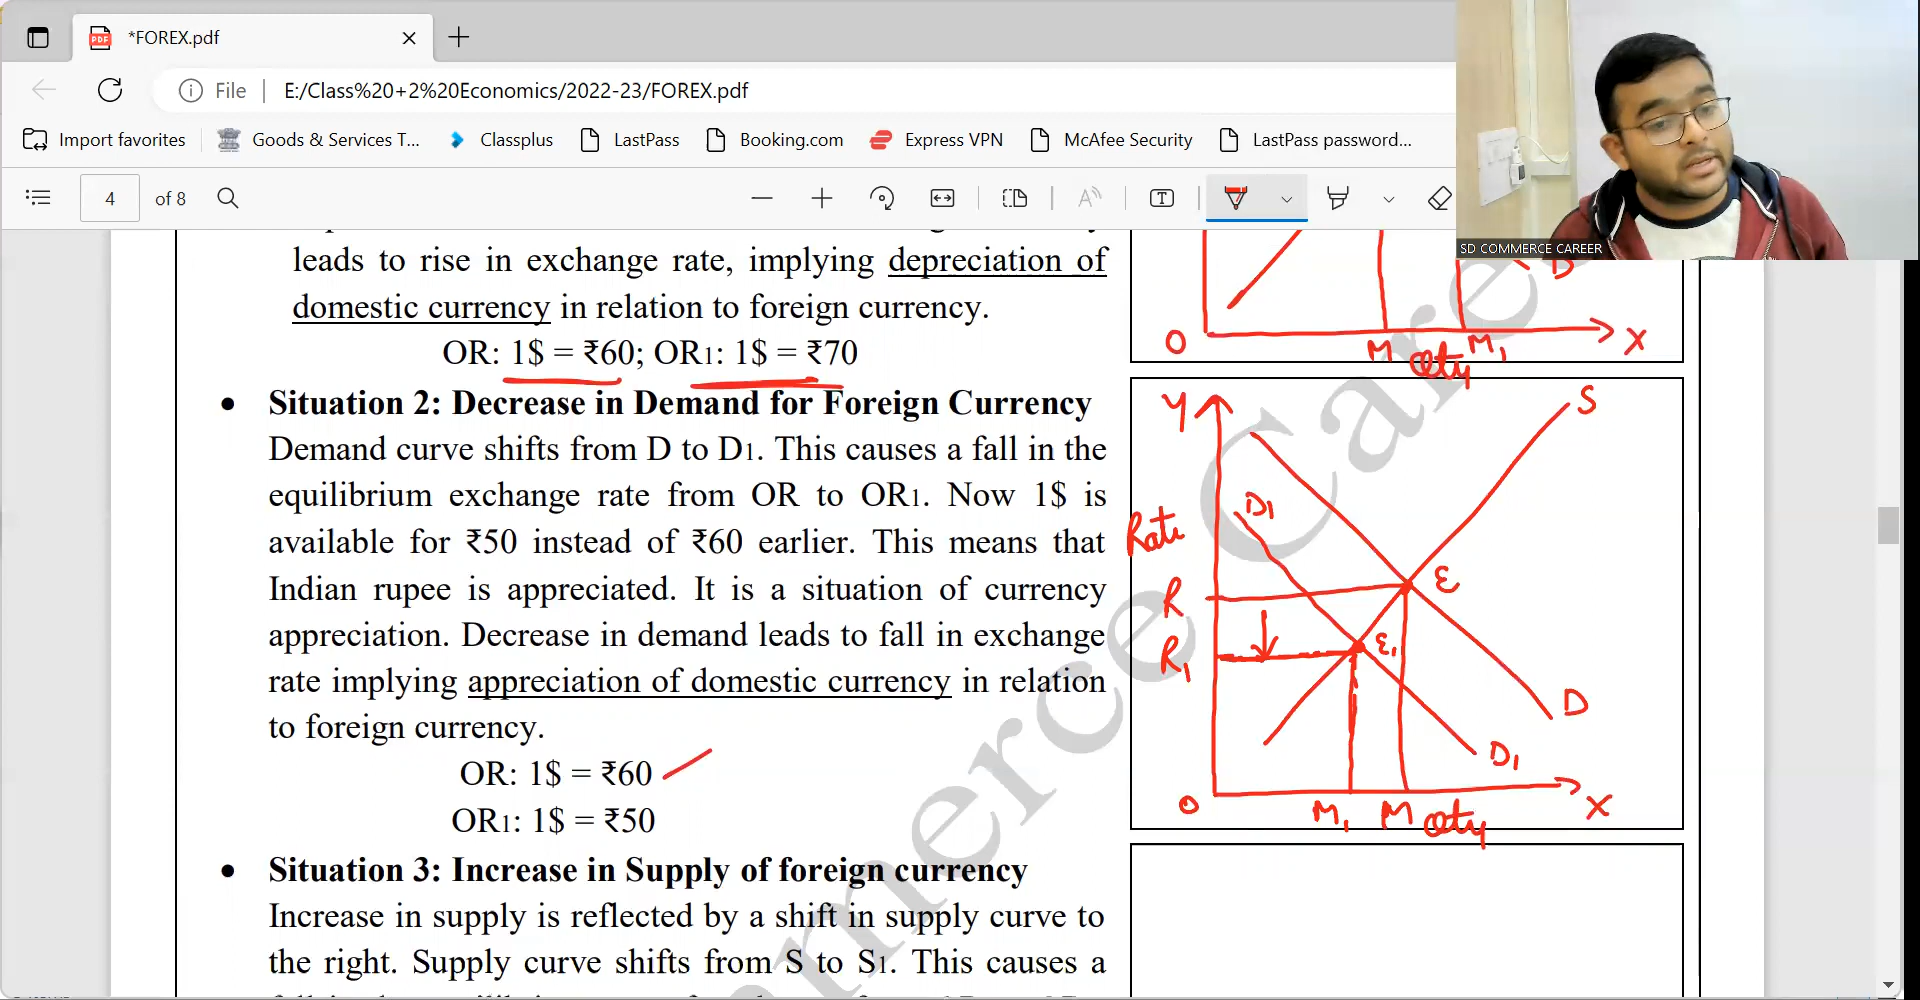 *FOREX.pdf
File
E:/Class%20+2%20Economics/2022-23/FOREX.pdf
Import favorites
Goods & Services T...
Classplus
LastPass
Booking.com
Express VPN
McAfee Security
LastPass password...
4 of 8
SD COMMERCE CAREER
leads to rise in exchange rate, implying depreciation of
domestic currency in relation to foreign currency.
OR: 1$ = ₹60; OR1: 1$ = ₹70
• Situation 2: Decrease in Demand for Foreign Currency
Demand curve shifts from D to D1. This causes a fall in the
equilibrium exchange rate from OR to OR1. Now 1$ is
available for ₹50 instead of ₹60 earlier. This means that
Indian rupee is appreciated. It is a situation of currency
appreciation. Decrease in demand leads to fall in exchange
rate implying appreciation of domestic currency in relation
to foreign currency.
OR: 1$ = ₹60
OR1: 1$ = ₹50
• Situation 3: Increase in Supply of foreign currency
Increase in supply is reflected by a shift in supply curve to
the right. Supply curve shifts from S to S1. This causes a
D
O
M
Qty
M1
X
Y
S
D1
Rate
R
E
R1
E1
D
D1
O
M1
M
Qty
X
merce Caree